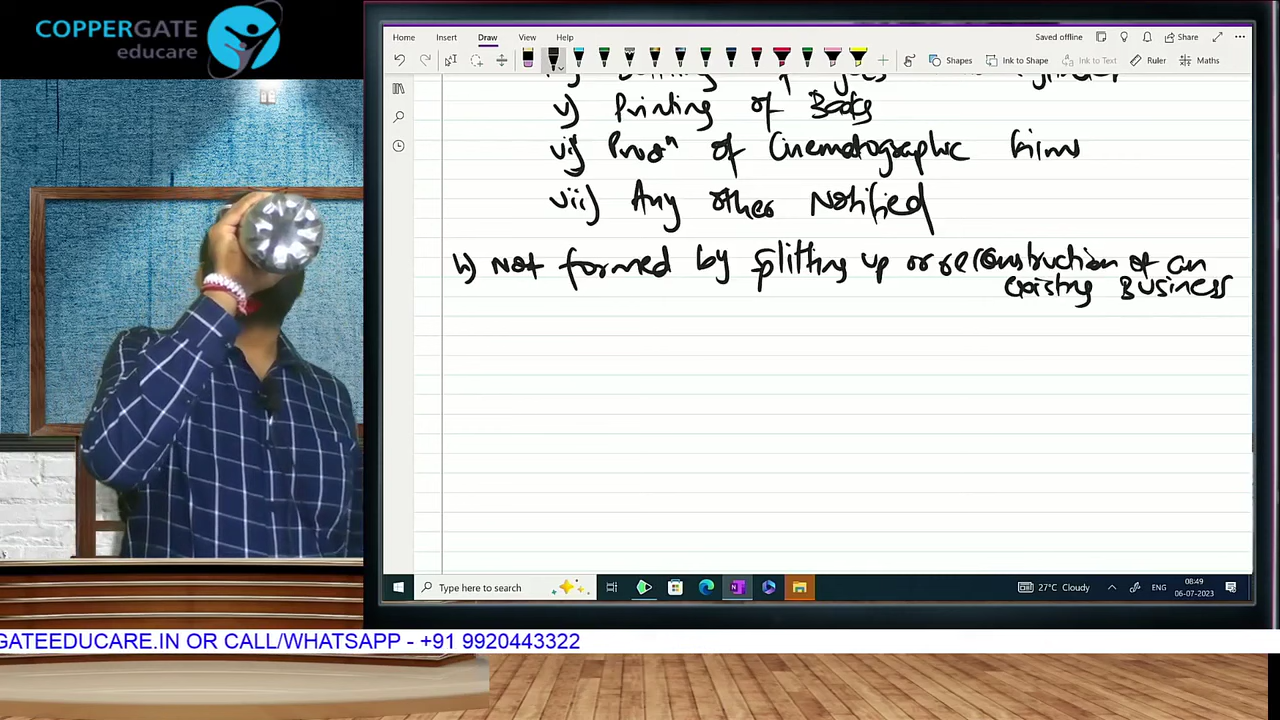 COPPERGATE
educare
Home Insert Draw View Help
Saved offline Share
Shapes Ink to Shape Ink to Text Ruler Maths
v) Printing of Books
vi) Prodn of Cinematographic films
vii) Any other Notified
h) Not formed by splitting up or reconstruction of an
existing Business
Type here to search
27°C Cloudy ENG 08:49
06-07-2023
GATEEDUCARE.IN OR CALL/WHATSAPP - +91 9920443322